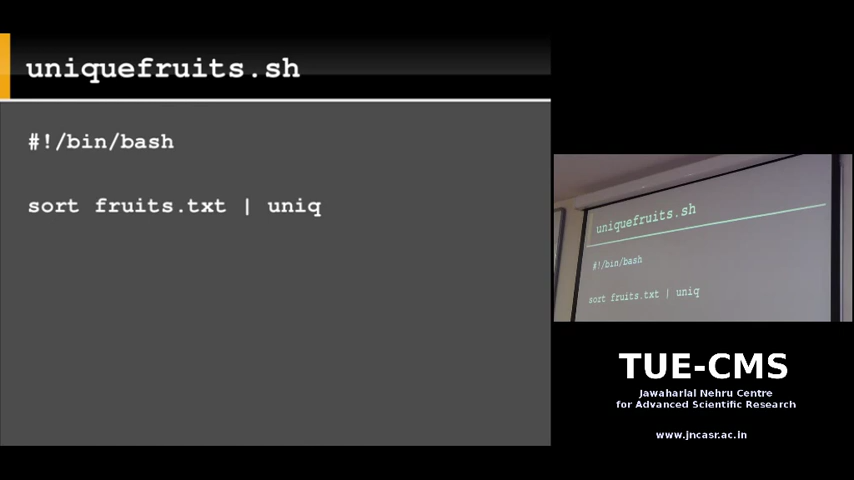 uniquefruits.sh
#!/bin/bash
sort fruits.txt | uniq
uniquefruits.sh
#!/bin/bash
sort fruits.txt | uniq
TUE-CMS
Jawaharlal Nehru Centre
for Advanced Scientific Research
www.jncasr.ac.in